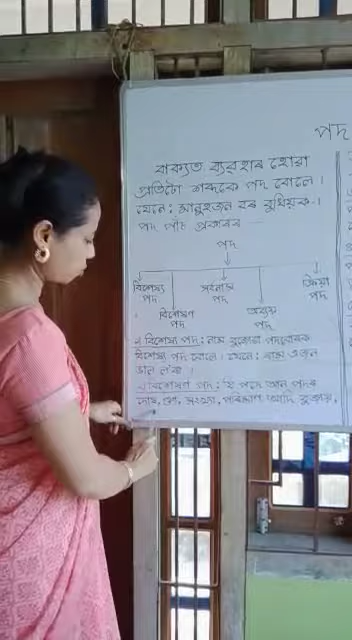 পদ
বাক্যত ব্যৱহাৰ হোৱা
প্ৰতিটো শব্দকে পদ বোলে।
যেনে: মানুহজন বৰ বুধিয়ক।
পদ পাঁচ প্ৰকাৰৰ
পদ
বিশেষ্য পদ
বিশেষণ পদ
সৰ্বনাম পদ
অব্যয় পদ
ক্ৰিয়া পদ
বিশেষ্য পদ: নাম বুজোৱা পদবোৰক
বিশেষ্য পদ বোলে। যেনে: ৰাম এজন
ভাল ল'ৰা।
বিশেষণ পদ: যি পদে আন পদৰ
দোষ, গুণ, সংখ্যা, পৰিমাণ আদি বুজায়,